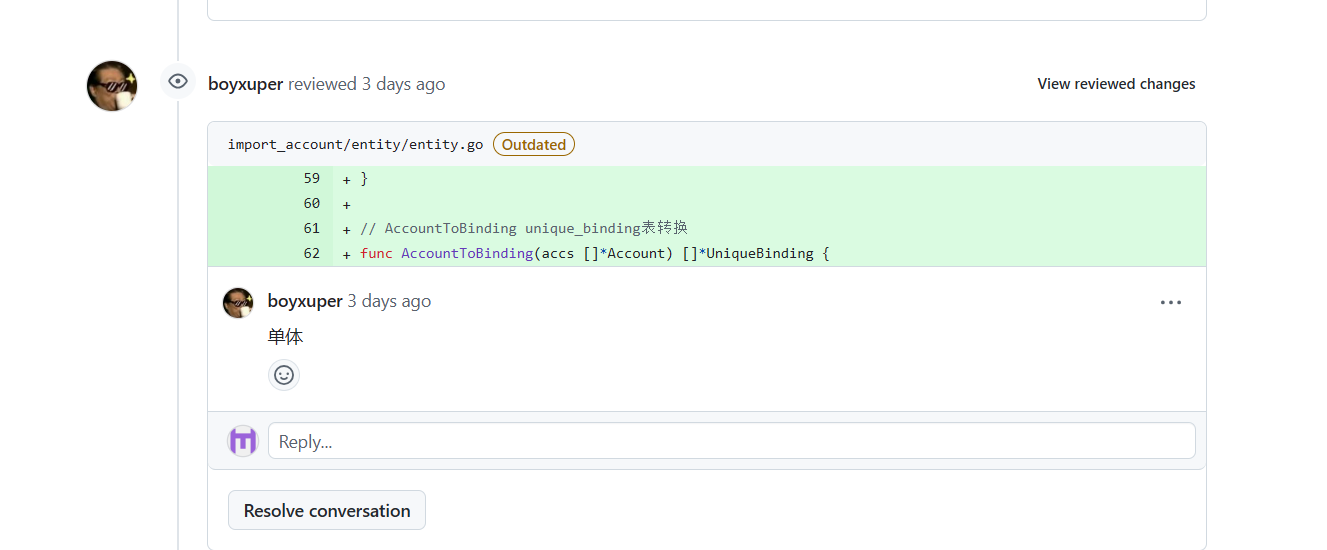 boyxuper reviewed 3 days ago
View reviewed changes
import_account/entity/entity.go Outdated
59 + }
60 +
61 + // AccountToBinding unique_binding表转换
62 + func AccountToBinding(accs []*Account) []*UniqueBinding {
boyxuper 3 days ago
单体
Reply...
Resolve conversation